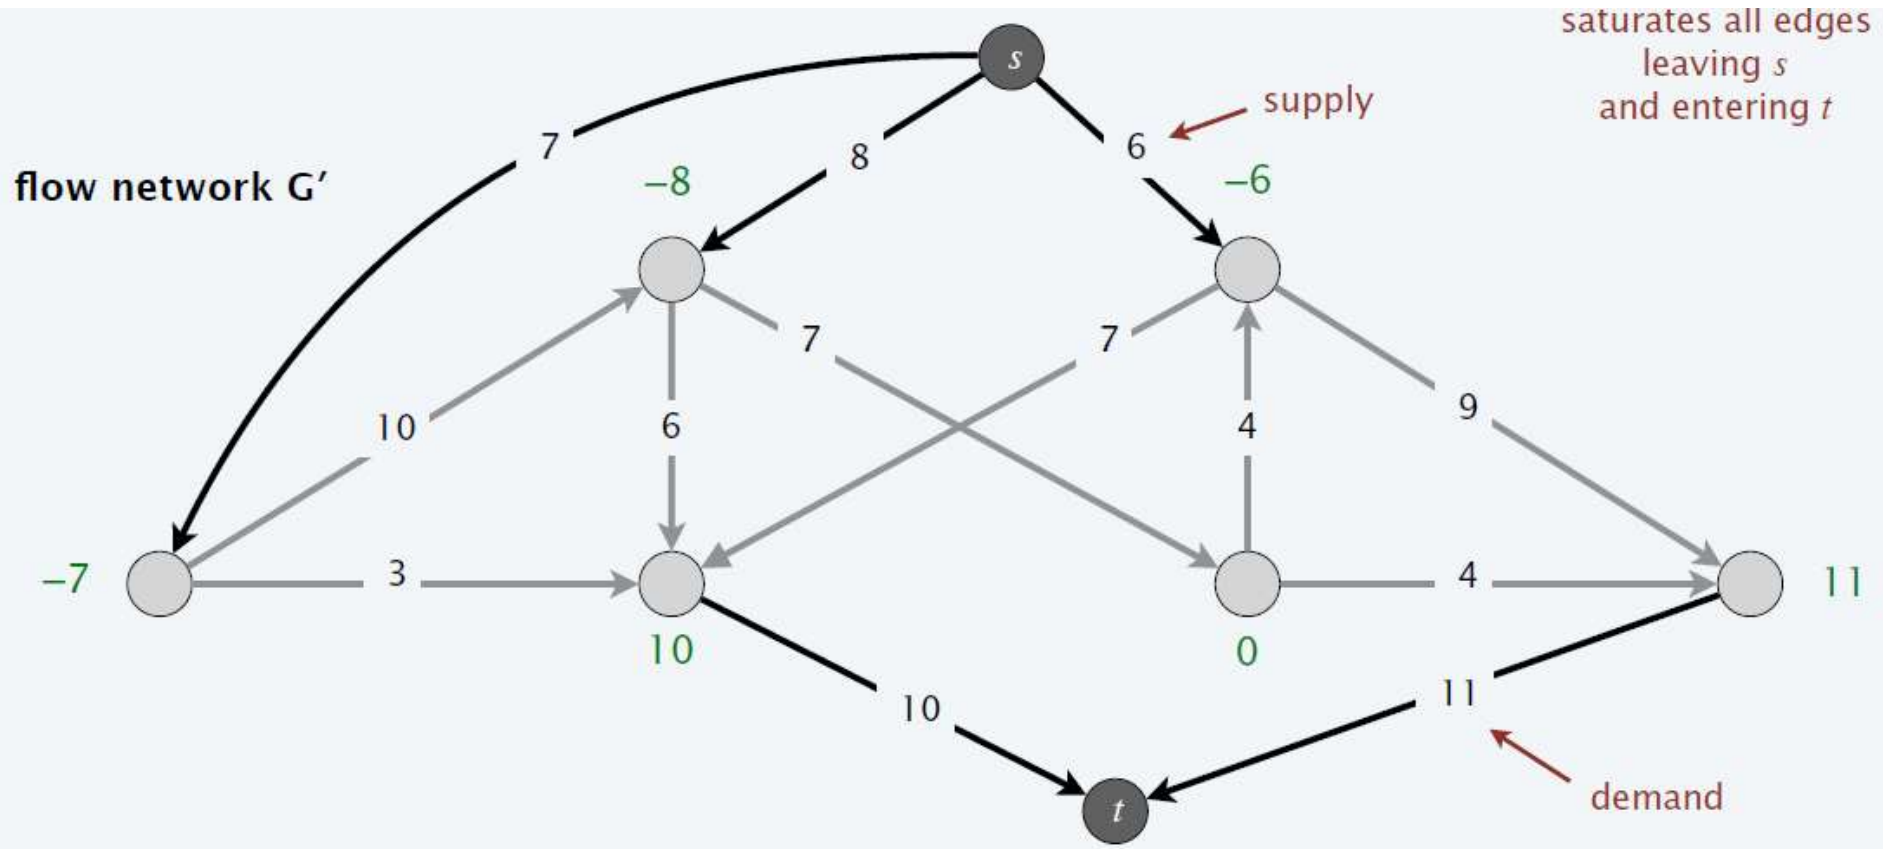 saturates all edges
leaving s
and entering t
s
supply
7
8
6
flow network G′
−8
−6
7
7
10
6
4
9
−7
3
4
11
10
0
10
11
t
demand